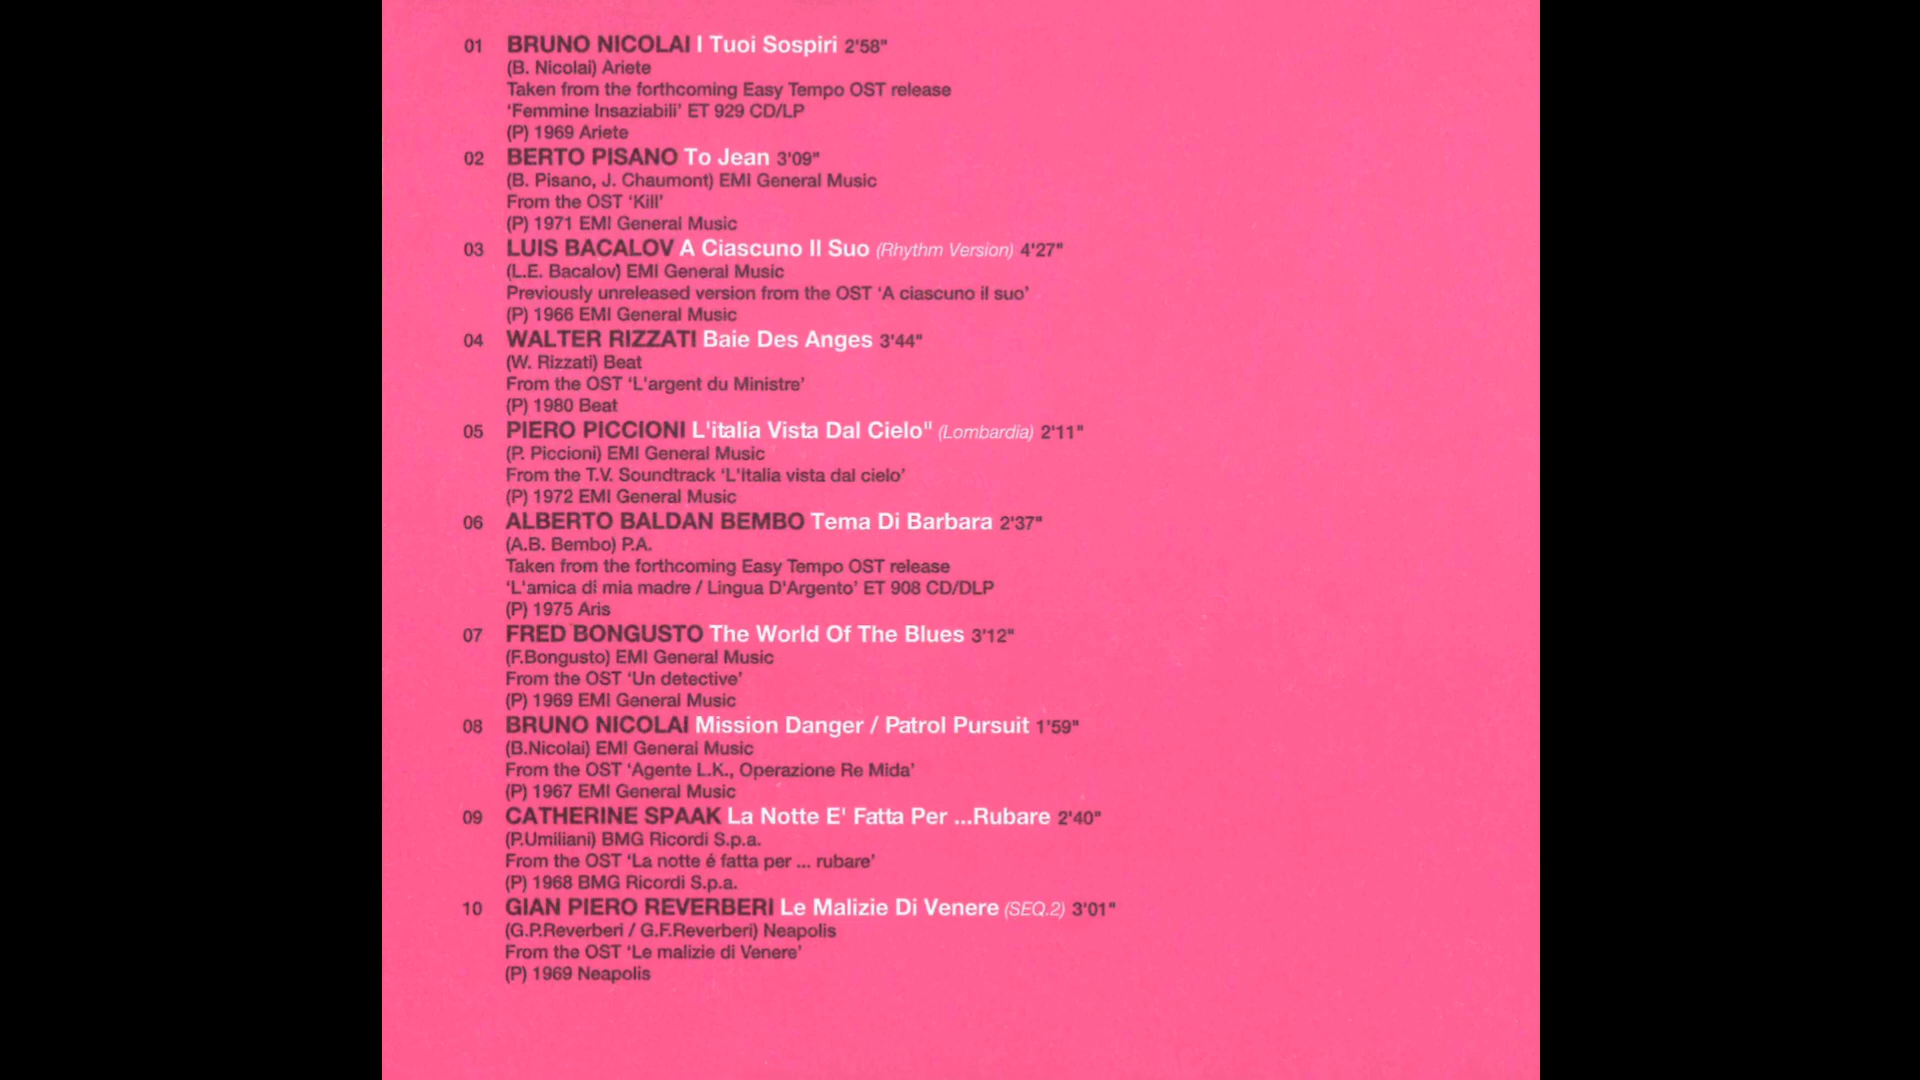 01 BRUNO NICOLAI I Tuoi Sospiri 2'58"
(B. Nicolai) Ariete
Taken from the forthcoming Easy Tempo OST release
‘Femmine Insaziabili’ ET 929 CD/LP
(P) 1969 Ariete
02 BERTO PISANO To Jean 3'09"
(B. Pisano, J. Chaumont) EMI General Music
From the OST ‘Kill’
(P) 1971 EMI General Music
03 LUIS BACALOV A Ciascuno Il Suo (Rhythm Version) 4'27"
(L.E. Bacalov) EMI General Music
Previously unreleased version from the OST ‘A ciascuno il suo’
(P) 1966 EMI General Music
04 WALTER RIZZATI Baie Des Anges 3'44"
(W. Rizzati) Beat
From the OST ‘L'argent du Ministre’
(P) 1980 Beat
05 PIERO PICCIONI L'italia Vista Dal Cielo" (Lombardia) 2'11"
(P. Piccioni) EMI General Music
From the T.V. Soundtrack ‘L'Italia vista dal cielo’
(P) 1972 EMI General Music
06 ALBERTO BALDAN BEMBO Tema Di Barbara 2'37"
(A.B. Bembo) P.A.
Taken from the forthcoming Easy Tempo OST release
‘L'amica di mia madre / Lingua D'Argento’ ET 908 CD/DLP
(P) 1975 Aris
07 FRED BONGUSTO The World Of The Blues 3'12"
(F.Bongusto) EMI General Music
From the OST ‘Un detective’
(P) 1969 EMI General Music
08 BRUNO NICOLAI Mission Danger / Patrol Pursuit 1'59"
(B.Nicolai) EMI General Music
From the OST ‘Agente L.K., Operazione Re Mida’
(P) 1967 EMI General Music
09 CATHERINE SPAAK La Notte E' Fatta Per ...Rubare 2'40"
(P.Umiliani) BMG Ricordi S.p.a.
From the OST ‘La notte é fatta per ... rubare’
(P) 1968 BMG Ricordi S.p.a.
10 GIAN PIERO REVERBERI Le Malizie Di Venere (SEQ.2) 3'01"
(G.P.Reverberi / G.F.Reverberi) Neapolis
From the OST ‘Le malizie di Venere’
(P) 1969 Neapolis